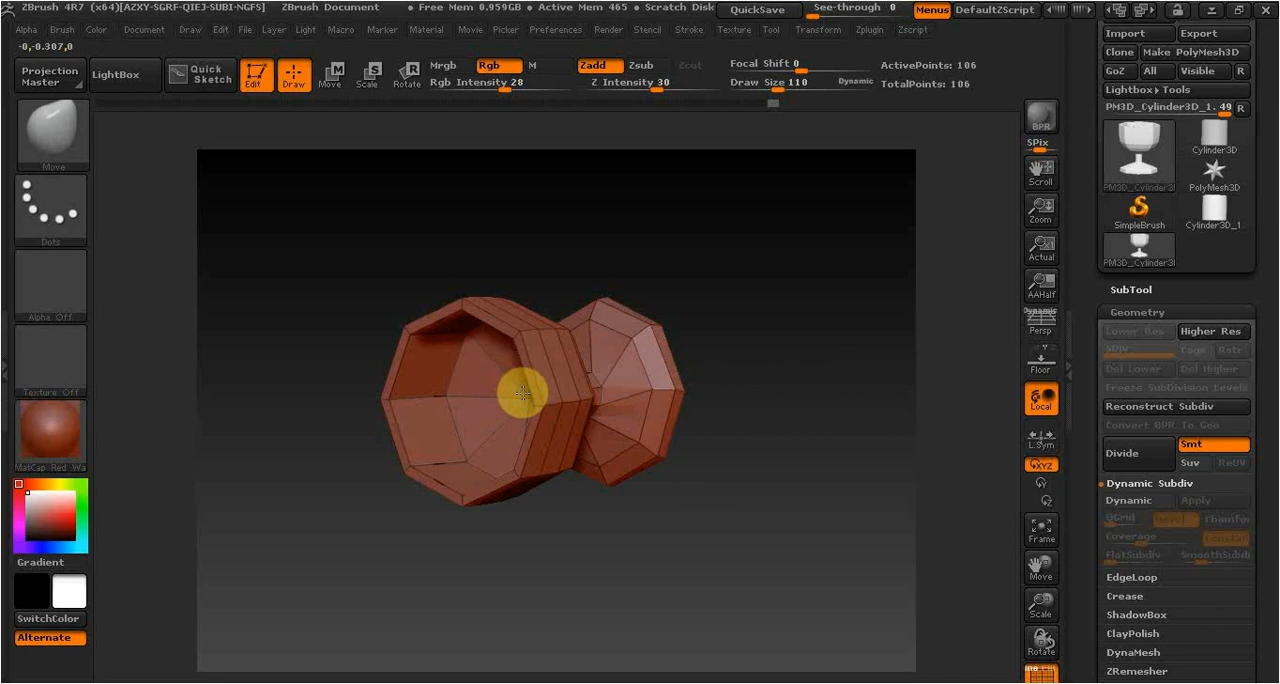 ZBrush 4R7 (x64)[AZXY-SGRF-QIEJ-SUBI-NGFS] ZBrush Document • Free Mem 0.959GB • Active Mem 465 • Scratch Disk QuickSave See-through 0 Menus DefaultZScript
Alpha Brush Color Document Draw Edit File Layer Light Macro Marker Material Movie Picker Preferences Render Stencil Stroke Texture Tool Transform Zplugin Zscript
-0,-0.307,0
Projection Master
LightBox
Quick Sketch
Edit
Draw
Move
Scale
Rotate
Mrgb Rgb M
Rgb Intensity 28
Zadd Zsub Zcut
Z Intensity 30
Focal Shift 0
Draw Size 110 Dynamic
ActivePoints: 106
TotalPoints: 106
Move
Dots
Alpha Off
Texture Off
MatCap Red Wa
Gradient
SwitchColor
Alternate
BPR
SPix
Scroll
Zoom
Actual
AAHalf
Dynamic
Persp
Floor
Local
L.Sym
XYZ
Frame
Move
Scale
Rotate
Import Export
Clone Make PolyMesh3D
GoZ All Visible R
Lightbox▸Tools
PM3D_Cylinder3D_1. 49 R
Cylinder3D
PM3D_Cylinder3I
PolyMesh3D
SimpleBrush
Cylinder3D_1
PM3D_Cylinder3I
SubTool
Geometry
Lower Res Higher Res
SDiv Cage Rstr
Del Lower Del Higher
Freeze SubDivision Levels
Reconstruct Subdiv
Convert BPR To Geo
Divide
Smt
Suv ReUV
Dynamic Subdiv
Dynamic Apply
QGrid Chamfer
Coverage Constan
FlatSubdiv SmoothSubdi
EdgeLoop
Crease
ShadowBox
ClayPolish
DynaMesh
ZRemesher